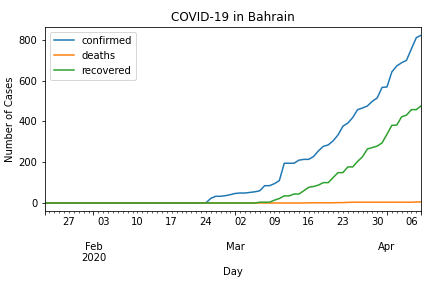 COVID-19 in Bahrain
confirmed
deaths
recovered
Number of Cases
800
600
400
200
0
27 03 10 17 24 02 09 16 23 30 06
Feb Mar Apr
2020
Day